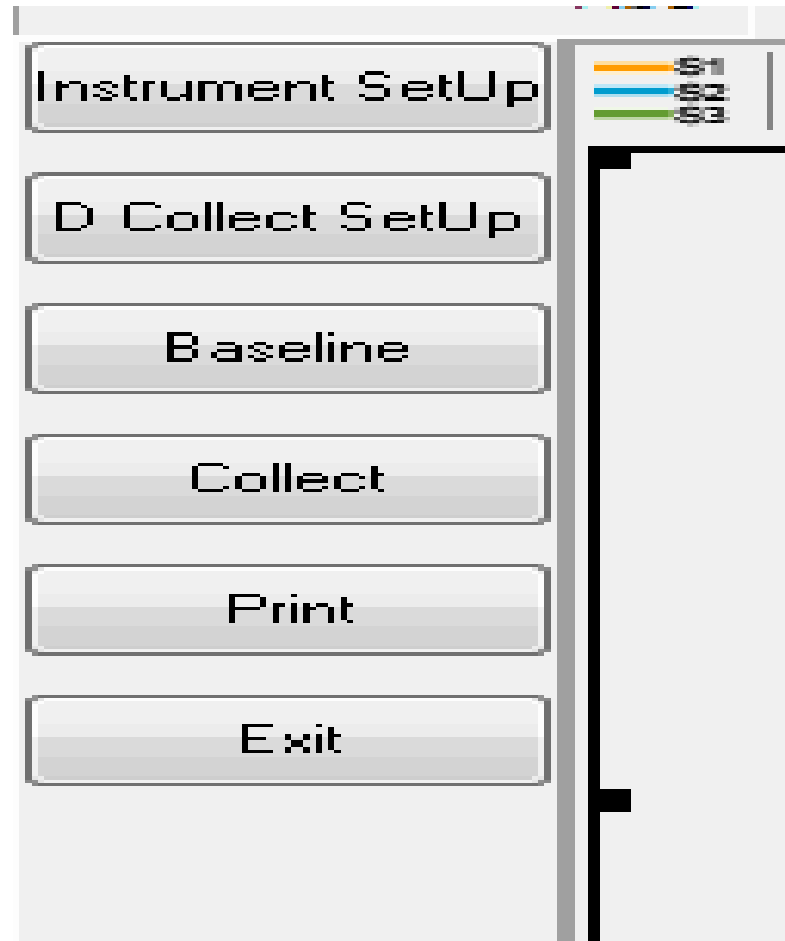 Instrument SetUp
S1
S2
S3
D Collect SetUp
Baseline
Collect
Print
Exit